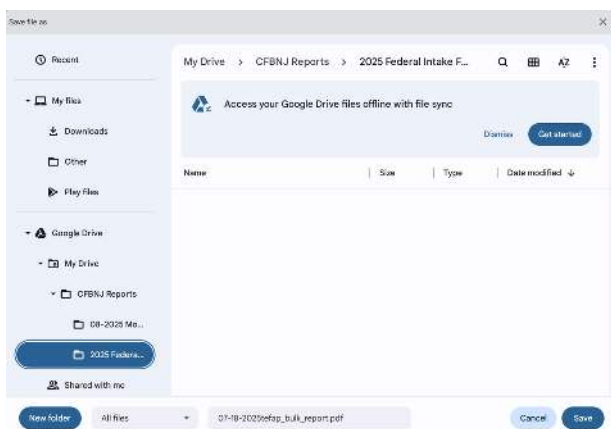 Save file as
Recent
My Drive > CFBNJ Reports > 2025 Federal Intake F...
AZ
My files
Access your Google Drive files offline with file sync
Downloads
Dismiss
Get started
Other
Name
Size
Type
Date modified
Play files
Google Drive
My Drive
CFBNJ Reports
08-2025 Mo...
2025 Federa...
Shared with me
New folder
All files
07-18-2025tefap_bulk_report.pdf
Cancel
Save